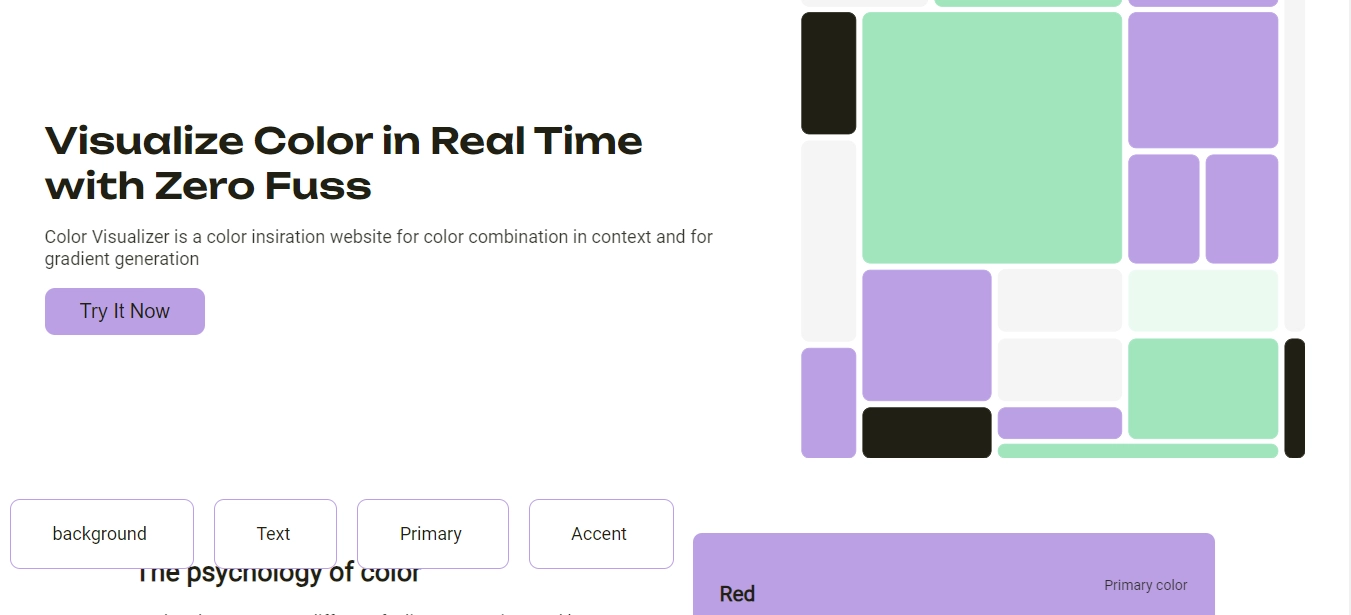 Visualize Color in Real Time
with Zero Fuss
Color Visualizer is a color insiration website for color combination in context and for
gradient generation
Try It Now
background
Text
Primary
Accent
The psychology of color
Red
Primary color